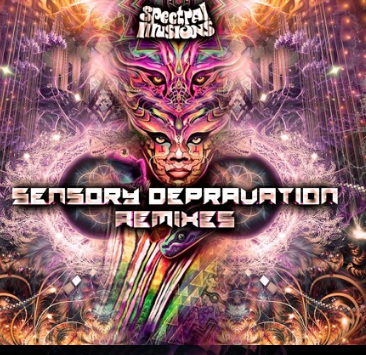 Spectral
Illusions
SENSORY DEPRAVATION
REMIXES